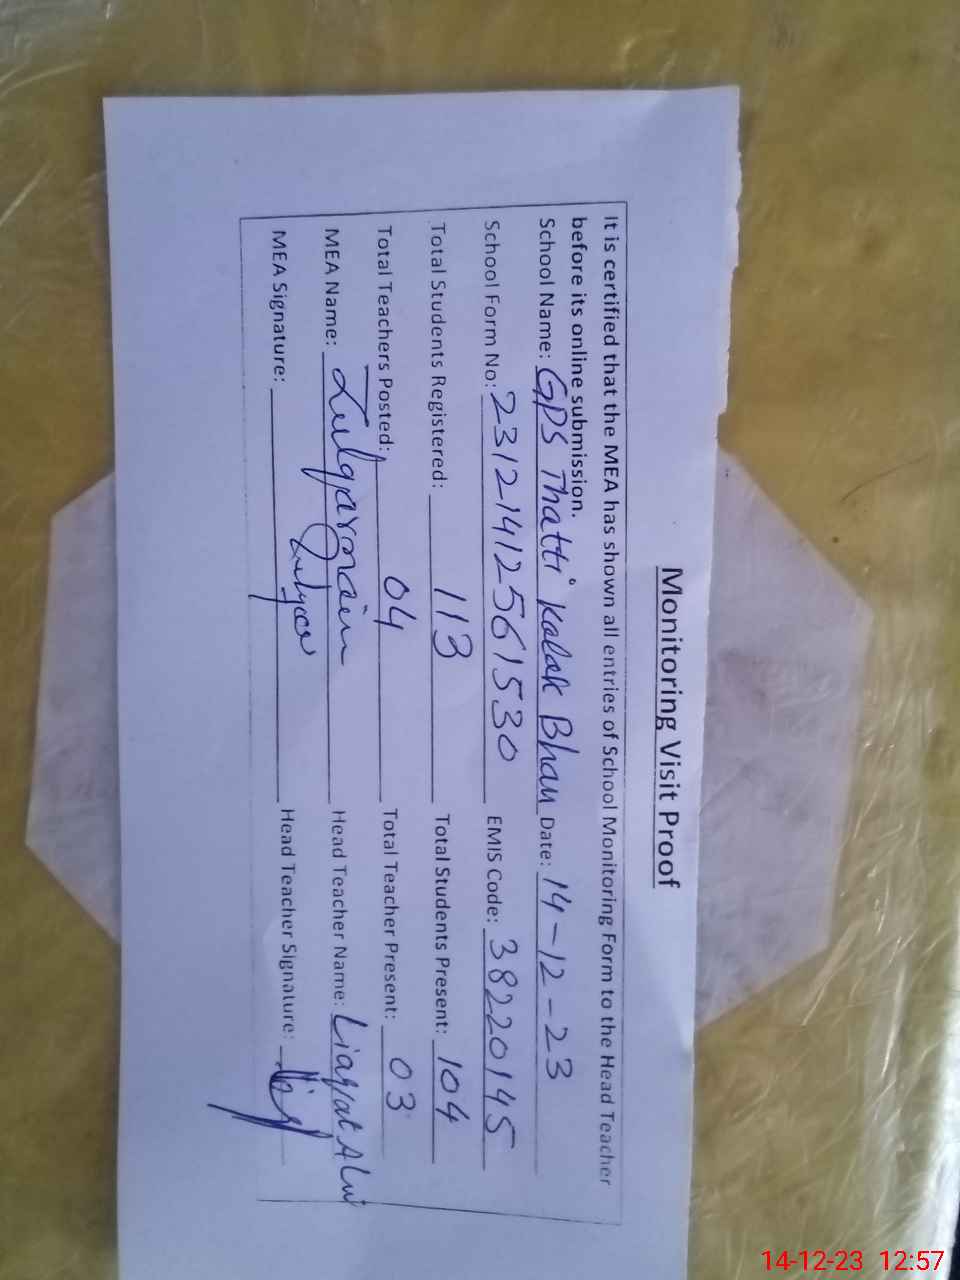 Monitoring Visit Proof
It is certified that the MEA has shown all entries of School Monitoring Form to the Head Teacher
before its online submission.
School Name: GPS Thatti Kalak Bhan Date: 14-12-23
School Form No: 23121412561530 EMIS Code: 38220145
Total Students Registered: 113 Total Students Present: 104
Total Teachers Posted: 04 Total Teacher Present: 03
MEA Name: Zulqarnain Head Teacher Name: Liaqat Ali
MEA Signature: Head Teacher Signature:
14-12-23 12:57